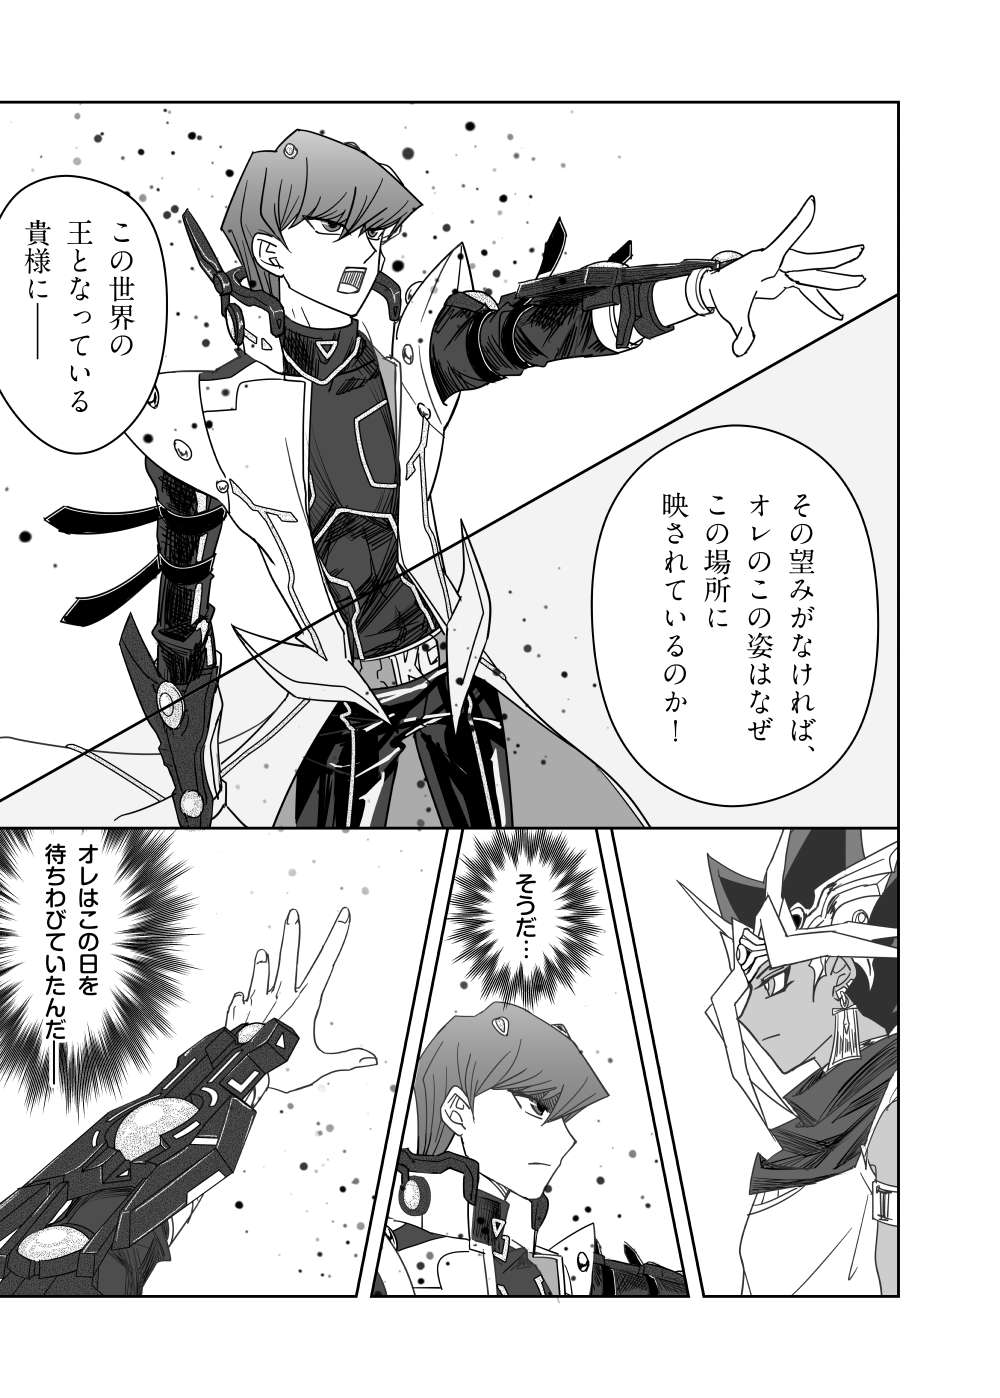 その望みがなければ、
オレのこの姿はなぜ
この場所に
映されているのか！
この世界の
王となっている
貴様に――
そうだ…
オレはこの日を
待ちわびていたんだ――